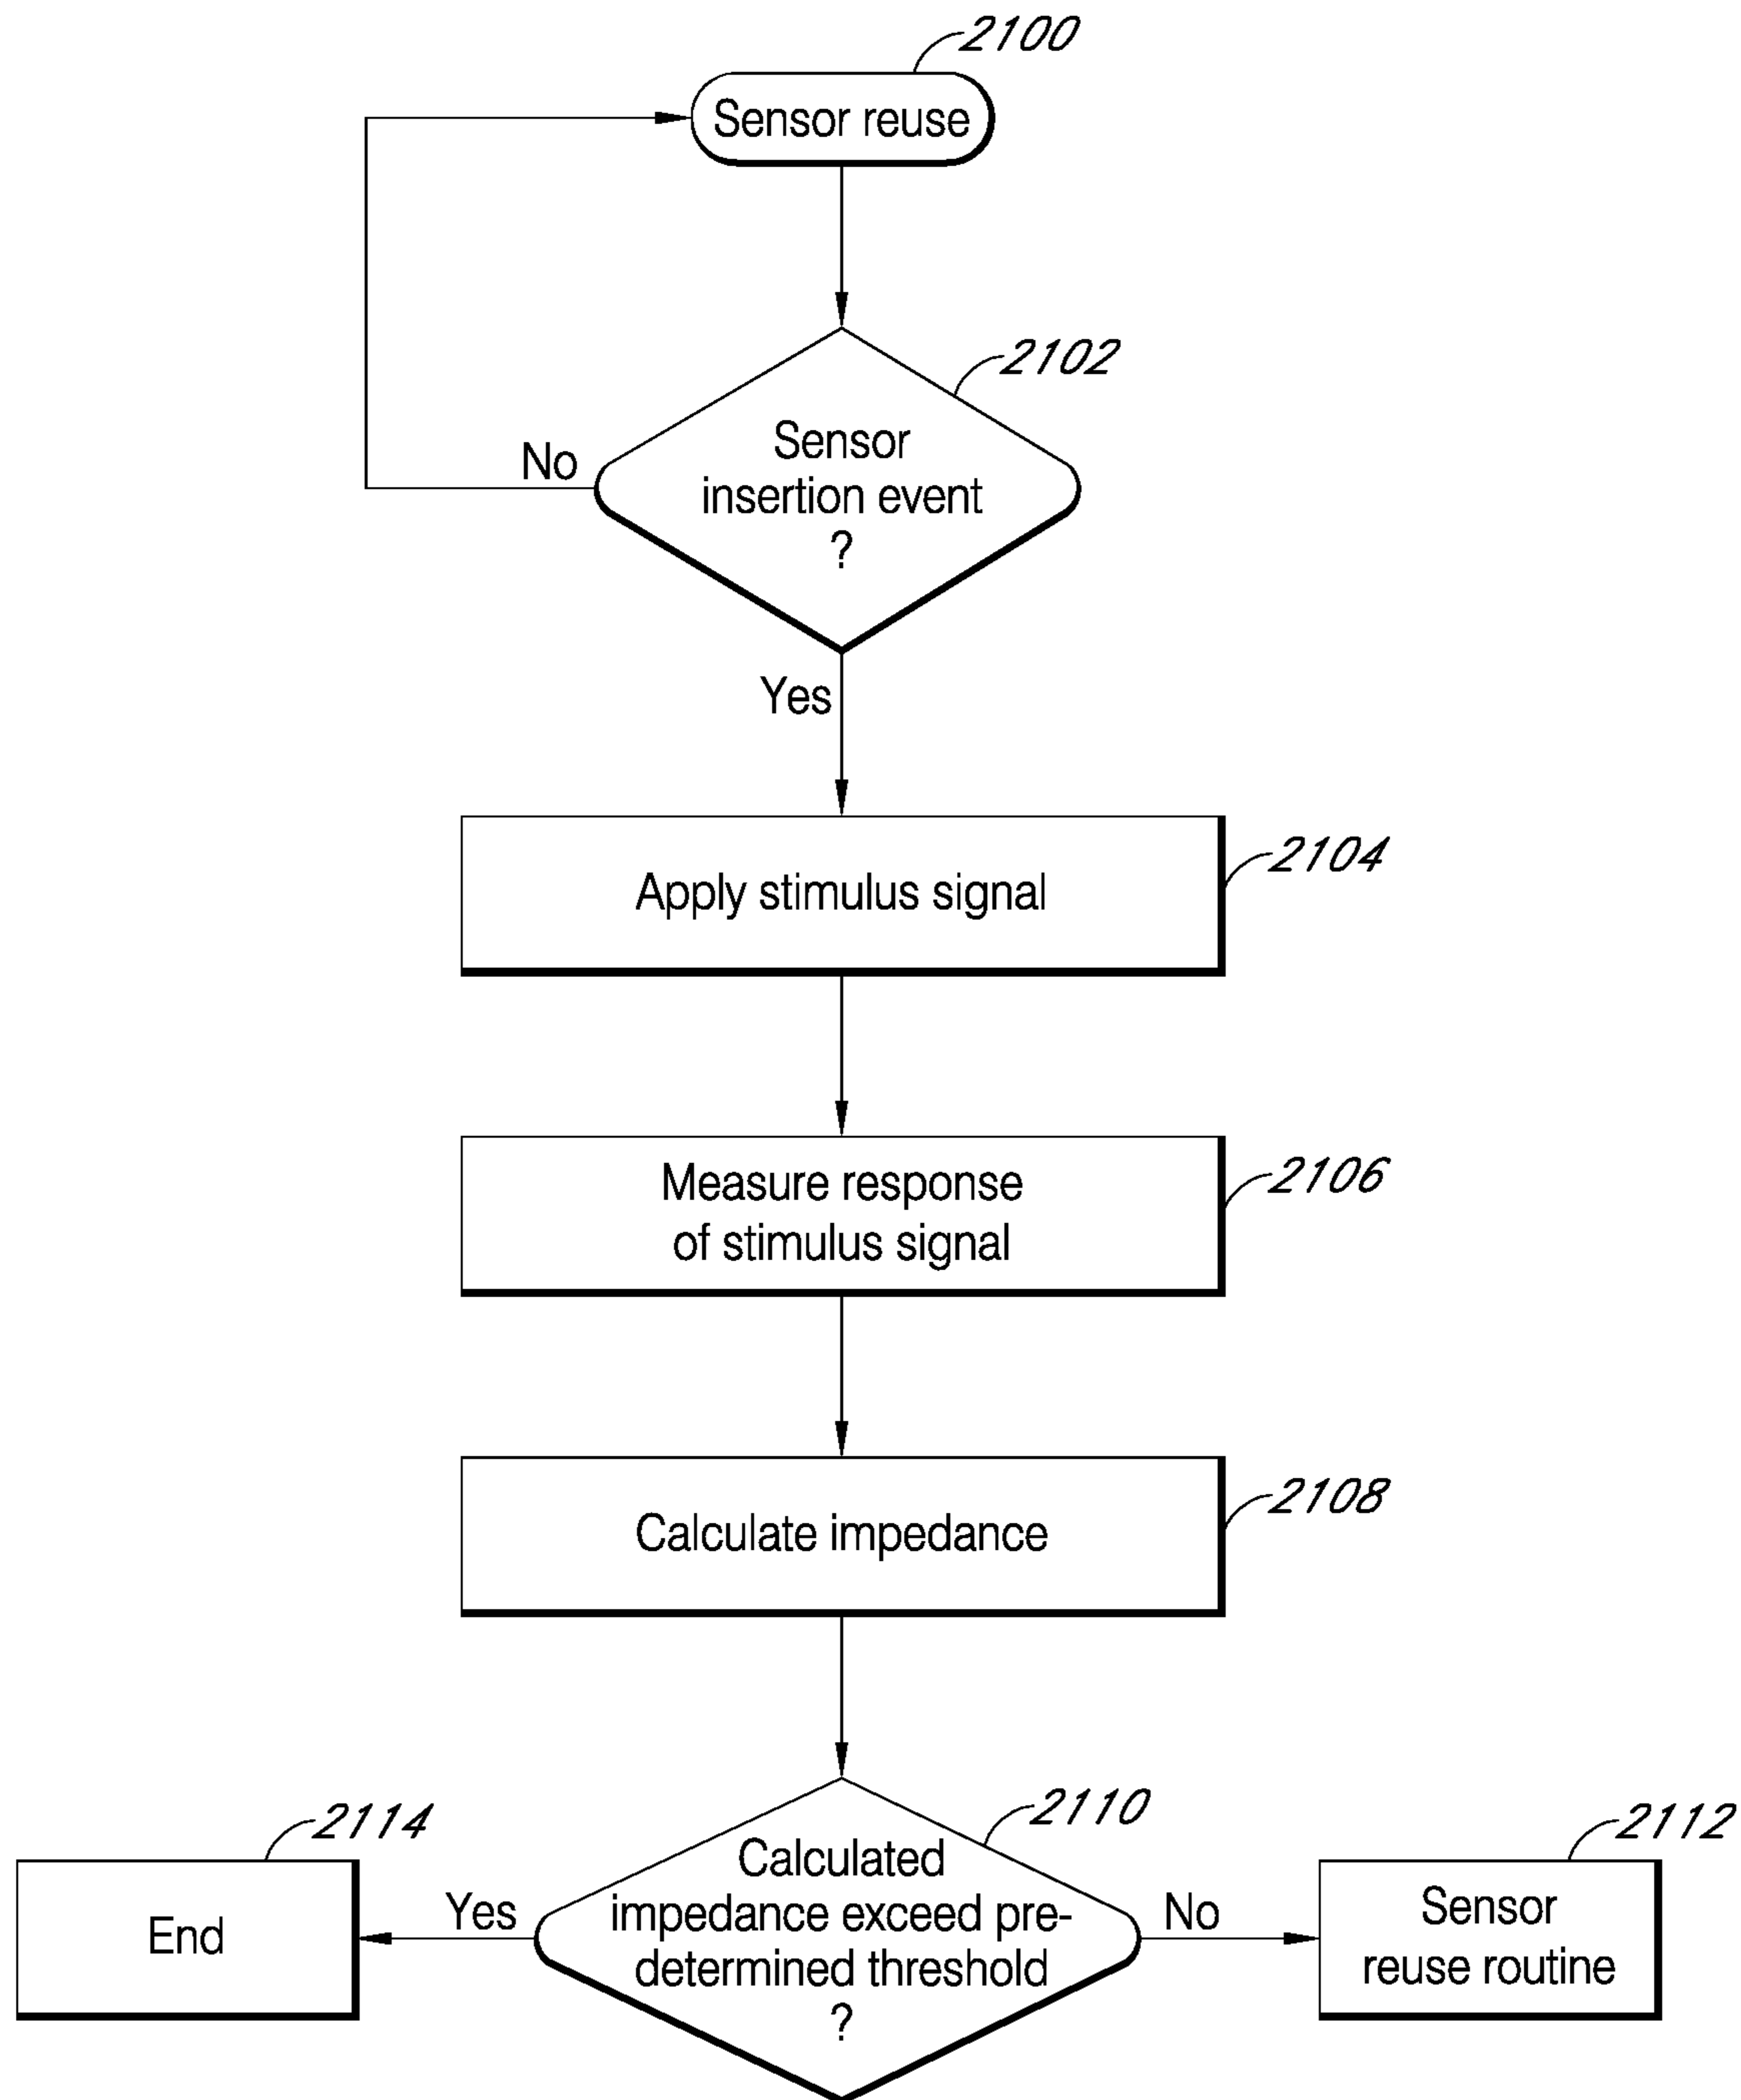 2100
Sensor reuse
2102
Sensor
insertion event
?
No
Yes
2104
Apply stimulus signal
2106
Measure response
of stimulus signal
2108
Calculate impedance
2110
Calculated
impedance exceed pre-
determined threshold
?
Yes
No
2114
End
2112
Sensor
reuse routine